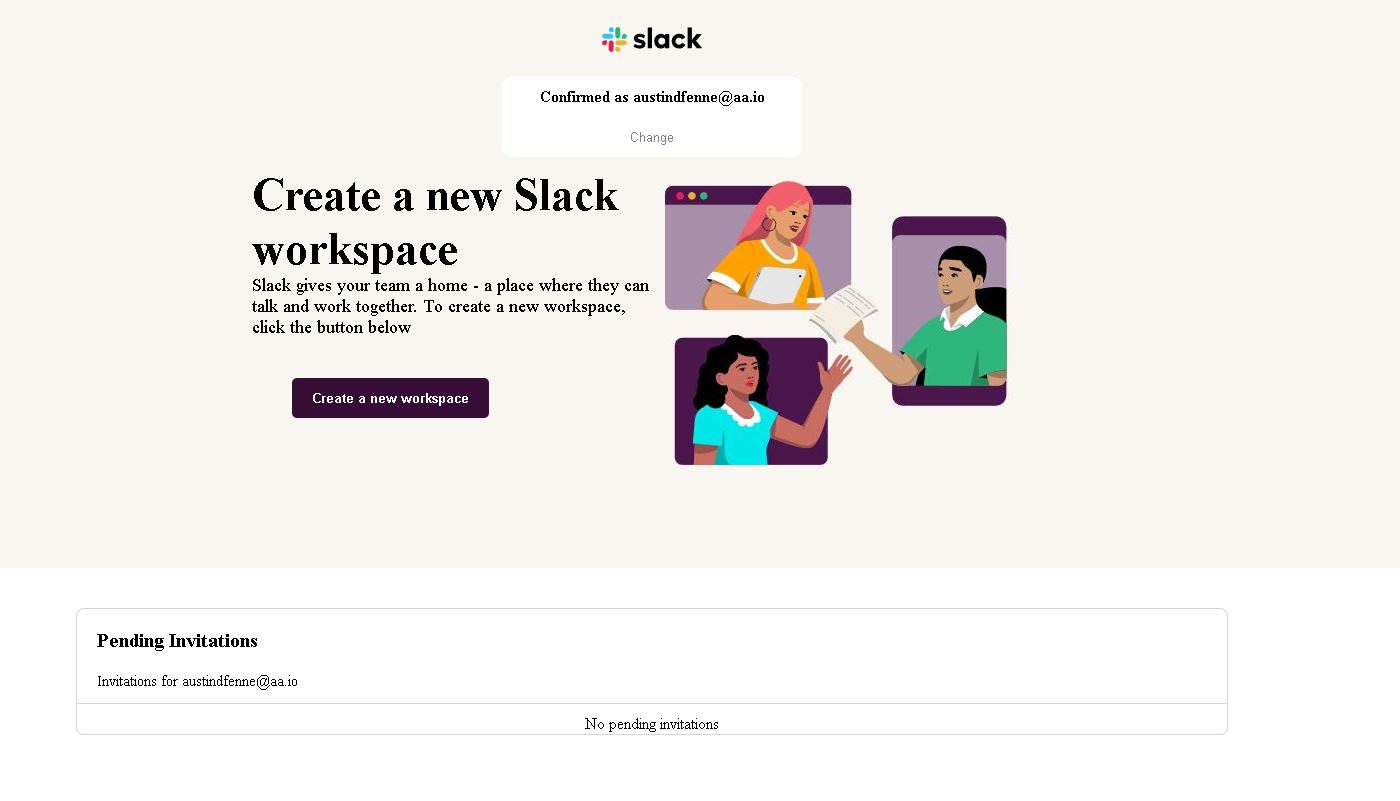 slack
Confirmed as austindfenne@aa.io
Change
Create a new Slack
workspace
Slack gives your team a home - a place where they can
talk and work together. To create a new workspace,
click the button below
Create a new workspace
Pending Invitations
Invitations for austindfenne@aa.io
No pending invitations